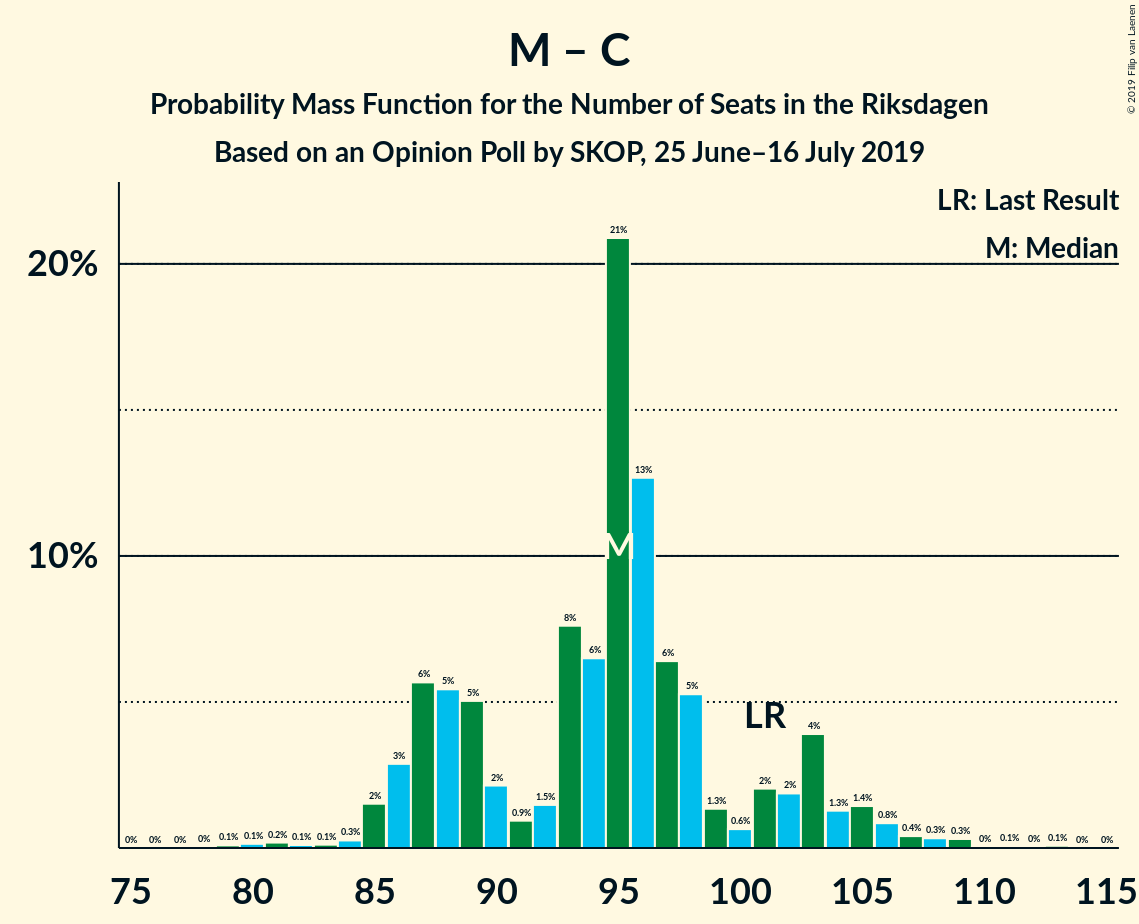 M – C
Probability Mass Function for the Number of Seats in the Riksdagen
Based on an Opinion Poll by SKOP, 25 June–16 July 2019
© 2019 Filip van Laenen
LR: Last Result
M: Median
20%
10%
0% 0% 0% 0% 0.1% 0.1% 0.2% 0.1% 0.1% 0.3% 2% 3% 6% 5% 5% 2% 0.9% 1.5% 8% 6% 21% 13% 6% 5% 1.3% 0.6% 2% 2% 4% 1.3% 1.4% 0.8% 0.4% 0.3% 0.3% 0% 0.1% 0% 0.1% 0% 0%
M
LR
75 80 85 90 95 100 105 110 115